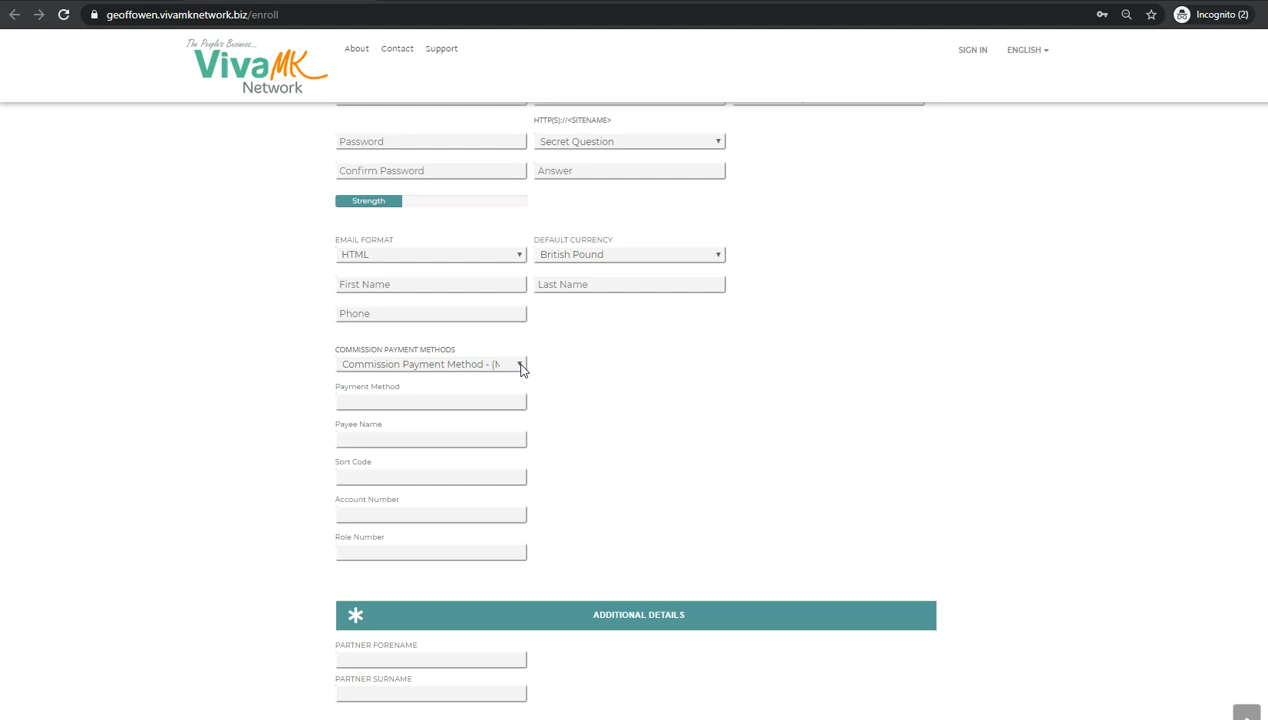 geoffowen.vivamknetwork.biz/enroll
Incognito (2)
The People's Business...
VivaMK
Network
About Contact Support
SIGN IN ENGLISH
HTTP(S)://<SITENAME>
Password Secret Question
Confirm Password Answer
Strength
EMAIL FORMAT DEFAULT CURRENCY
HTML British Pound
First Name Last Name
Phone
COMMISSION PAYMENT METHODS
Commission Payment Method - (M
Payment Method
Payee Name
Sort Code
Account Number
Role Number
ADDITIONAL DETAILS
PARTNER FORENAME
PARTNER SURNAME